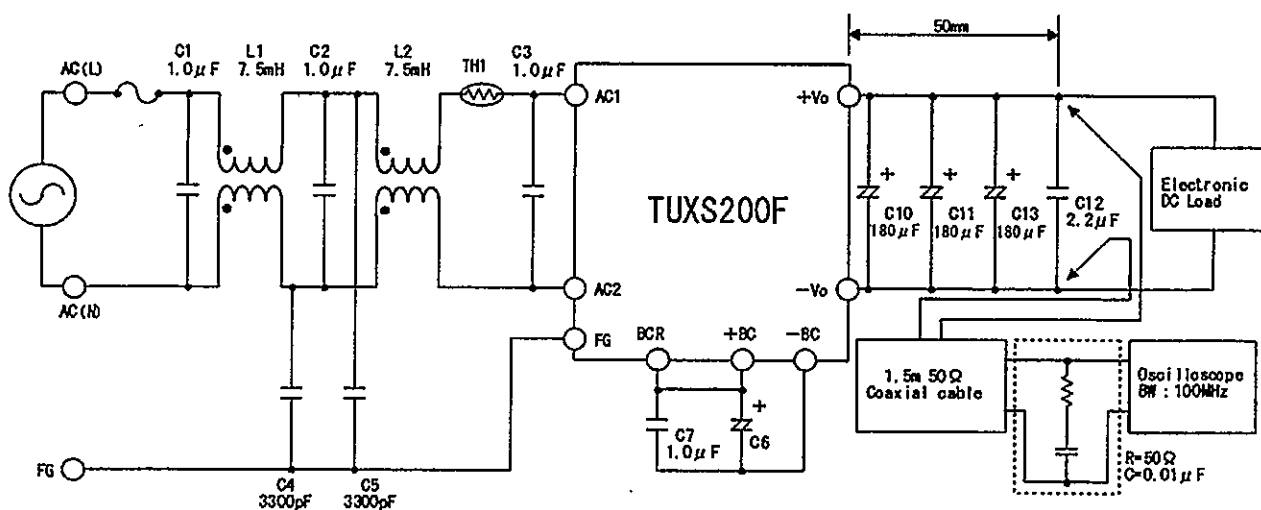 50mm
C1
1.0μF
L1
7.5mH
C2
1.0μF
L2
7.5mH
TH1
C3
1.0μF
AC(L)
AC1
+Vo
TUXS200F
+
C10
180μF
+
C11
180μF
+
C13
180μF
C12
2.2μF
Electronic
DC Load
AC(N)
AC2
-Vo
FG
BCR
+BC
-BC
C7
1.0μF
+
C6
1.5m 50Ω
Coaxial cable
Oscilloscope
BW : 100MHz
R=50Ω
C=0.01μF
FG
C4
3300pF
C5
3300pF